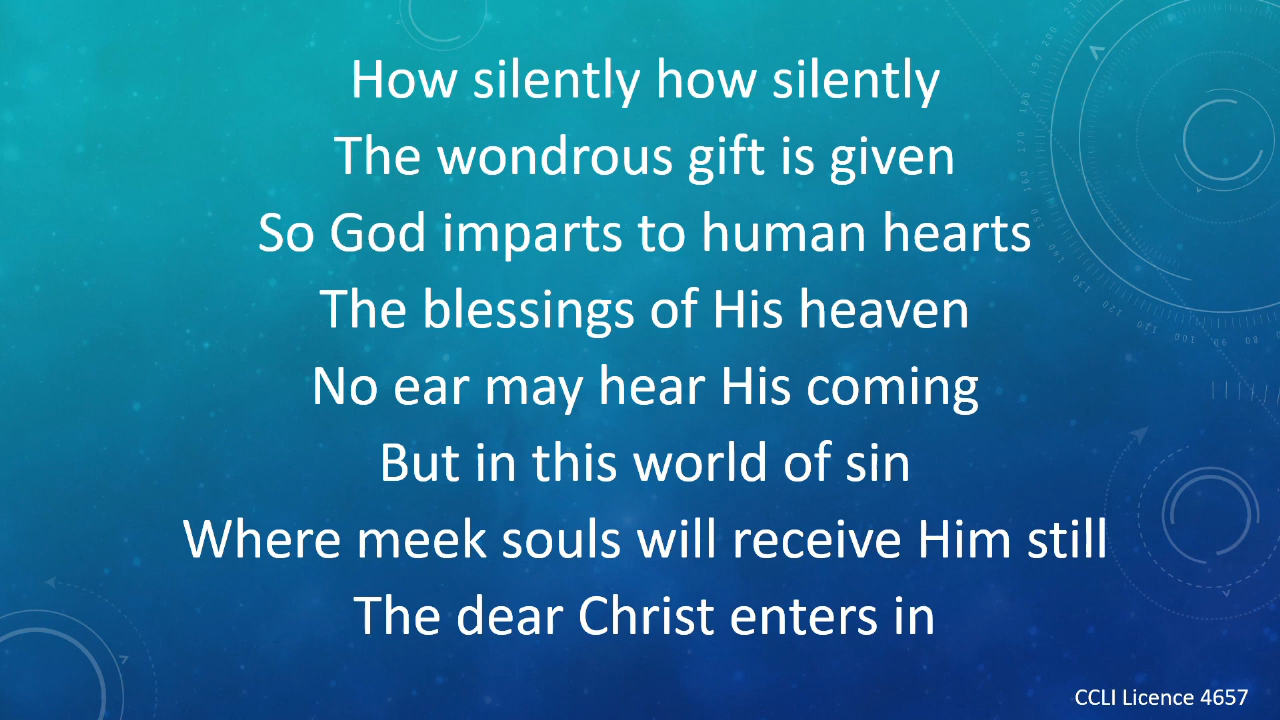 How silently how silently
The wondrous gift is given
So God imparts to human hearts
The blessings of His heaven
No ear may hear His coming
But in this world of sin
Where meek souls will receive Him still
The dear Christ enters in
CCLI Licence 4657